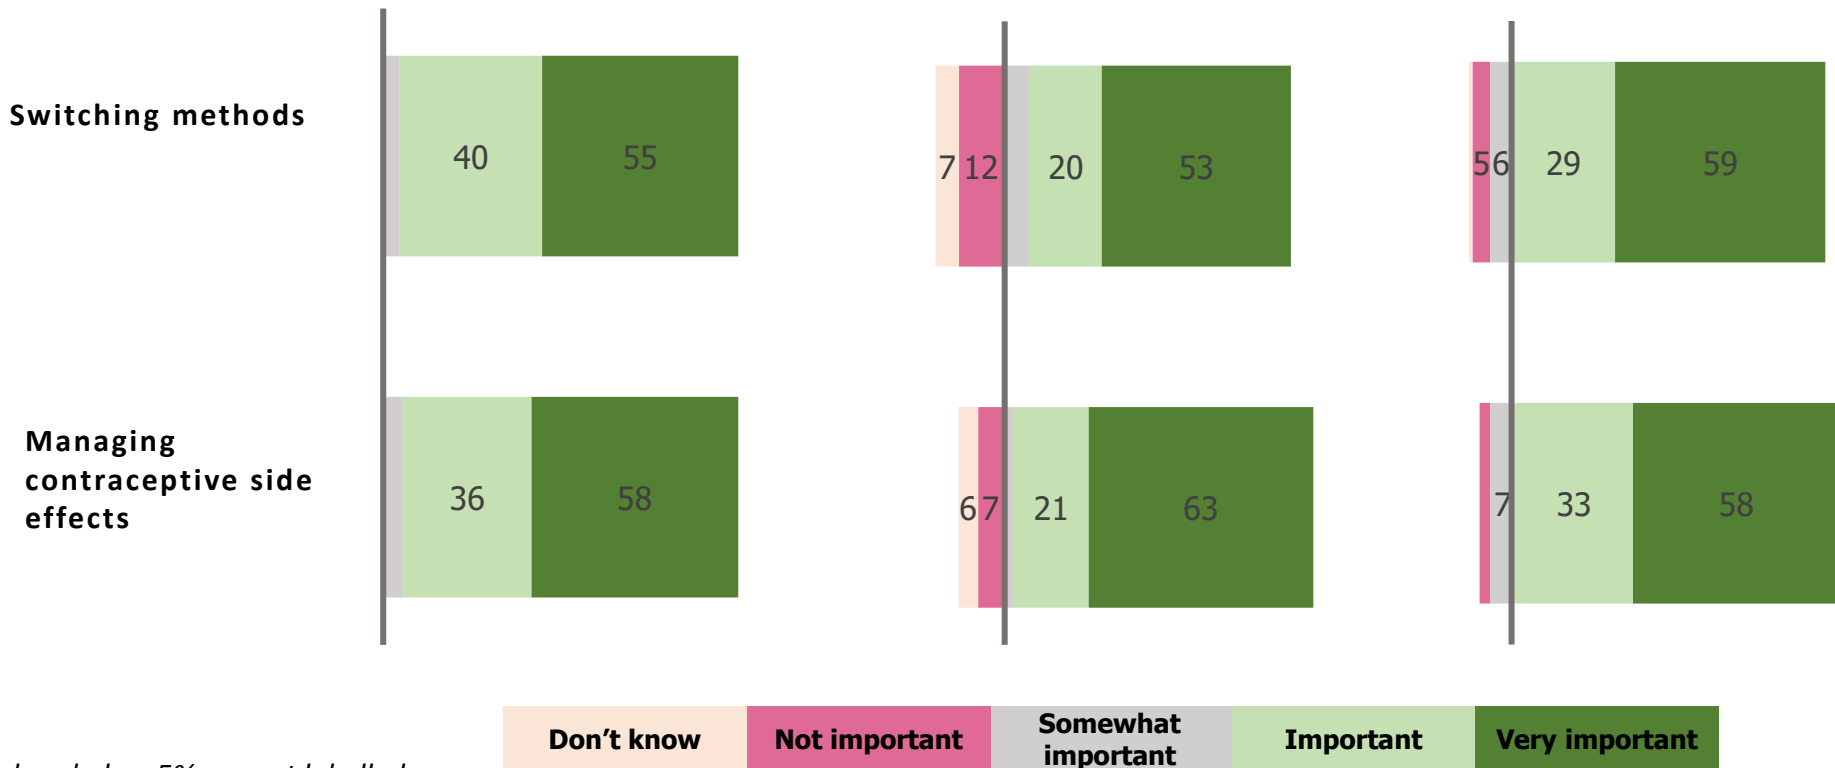 Switching methods
40 55
7 12 20 53
5 6 29 59
Managing
contraceptive side
effects
36 58
6 7 21 63
7 33 58
Don't know
Not important
Somewhat
important
Important
Very important